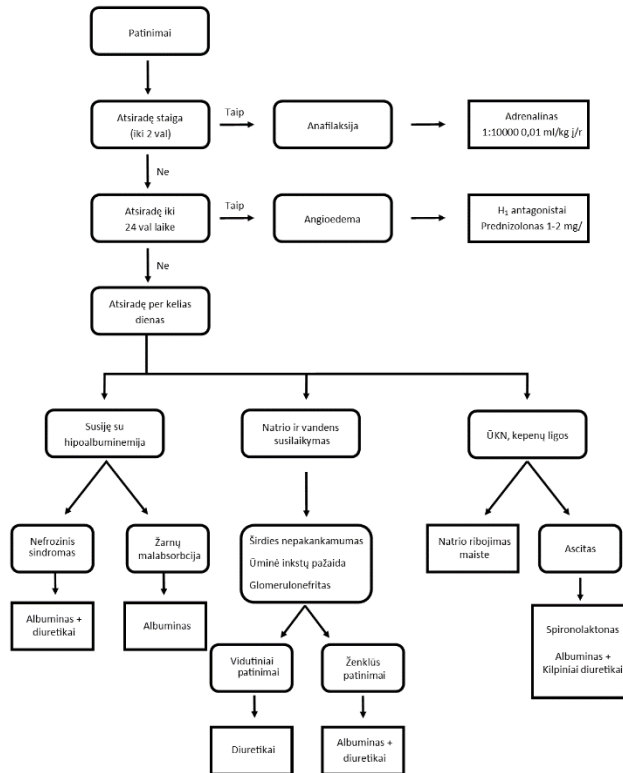 Patinimai
Atsiradę staiga
(iki 2 val)
Taip
Anafilaksija
Adrenalinas
1:10000 0,01 ml/kg į/r
Ne
Atsiradę iki
24 val laike
Taip
Angioedema
H₁ antagonistai
Prednizolonas 1-2 mg/
Ne
Atsiradę per kelias
dienas
Susiję su
hipoalbuminemija
Natrio ir vandens
susilaikymas
ŪKN, kepenų ligos
Nefrozinis
sindromas
Žarnų
malabsorbcija
Širdies nepakankamumas
Ūminė inkstų pažaida
Glomerulonefritas
Natrio ribojimas
maiste
Ascitas
Albuminas +
diuretikai
Albuminas
Spironolaktonas
Albuminas +
Kilpiniai diuretikai
Vidutiniai
patinimai
Ženklūs
patinimai
Diuretikai
Albuminas +
diuretikai